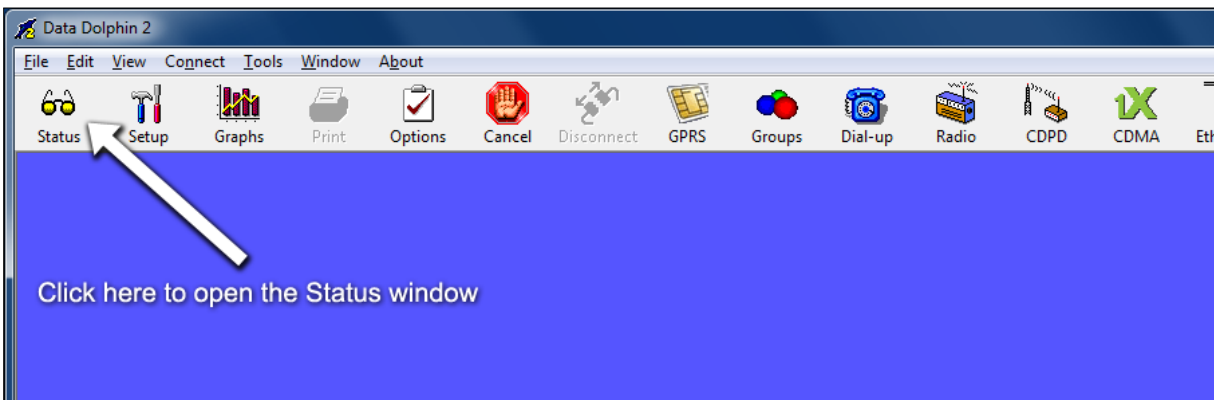 Data Dolphin 2
File Edit View Connect Tools Window About
Status Setup Graphs Print Options Cancel Disconnect GPRS Groups Dial-up Radio CDPD 1X CDMA
Click here to open the Status window